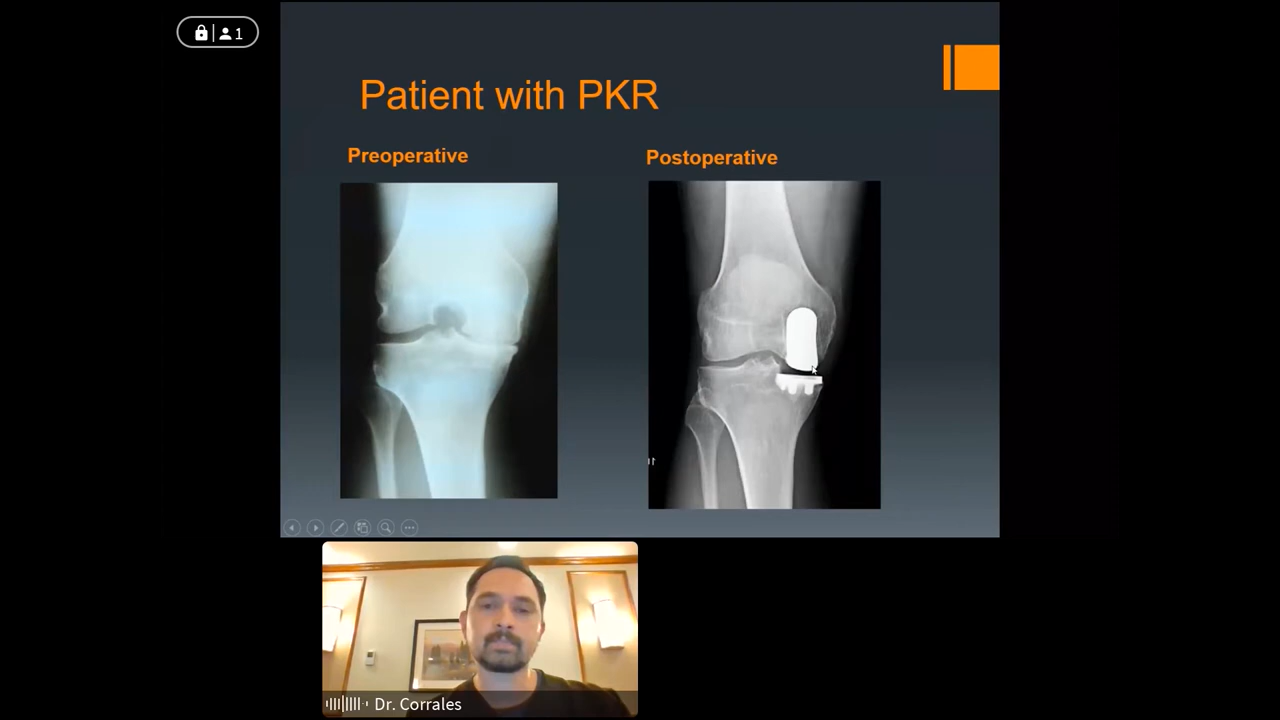 1
Patient with PKR
Preoperative
Postoperative
Dr. Corrales